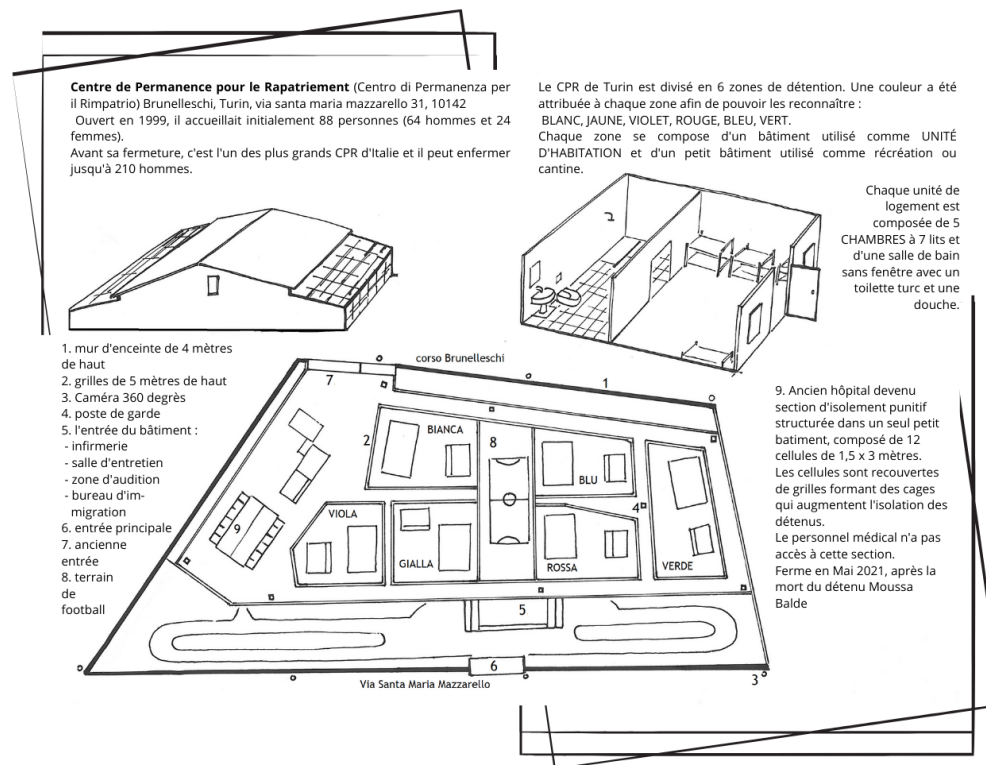 Centre de Permanence pour le Rapatriement (Centro di Permanenza per
il Rimpatrio) Brunelleschi, Turin, via santa maria mazzarello 31, 10142
Ouvert en 1999, il accueillait initialement 88 personnes (64 hommes et 24
femmes).
Avant sa fermeture, c'est l'un des plus grands CPR d'Italie et il peut enfermer
jusqu'à 210 hommes.
Le CPR de Turin est divisé en 6 zones de détention. Une couleur a été
attribuée à chaque zone afin de pouvoir les reconnaître :
BLANC, JAUNE, VIOLET, ROUGE, BLEU, VERT.
Chaque zone se compose d'un bâtiment utilisé comme UNITÉ
D'HABITATION et d'un petit bâtiment utilisé comme récréation ou
cantine.
Chaque unité de
logement est
composée de 5
CHAMBRES à 7 lits et
d'une salle de bain
sans fenêtre avec un
toilette turc et une
douche.
1. mur d'enceinte de 4 mètres
de haut
2. grilles de 5 mètres de haut
3. Caméra 360 degrès
4. poste de garde
5. l'entrée du bâtiment :
- infirmerie
- salle d'entretien
- zone d'audition
- bureau d'im-
migration
6. entrée principale
7. ancienne
entrée
8. terrain
de
football
corso Brunelleschi
7
1
2
BIANCA
8
BLU
4
VIOLA
9
GIALLA
ROSSA
VERDE
5
6
3
Via Santa Maria Mazzarello
9. Ancien hôpital devenu
section d'isolement punitif
structurée dans un seul petit
batiment, composé de 12
cellules de 1,5 x 3 mètres.
Les cellules sont recouvertes
de grilles formant des cages
qui augmentent l'isolation des
détenus.
Le personnel médical n'a pas
accès à cette section.
Ferme en Mai 2021, après la
mort du détenu Moussa
Balde